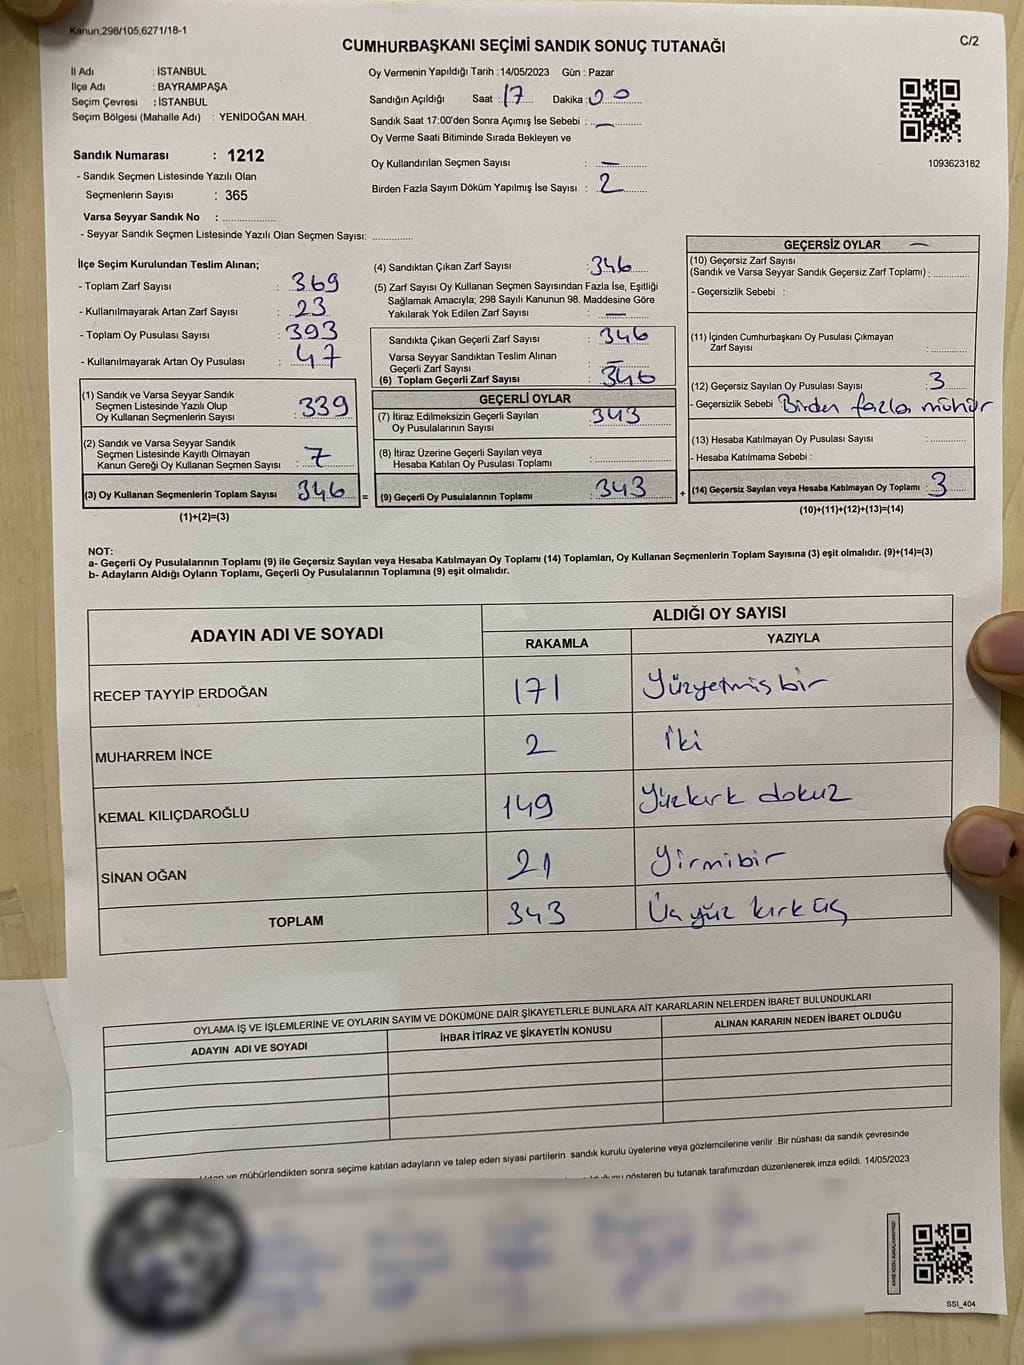 Kanun,298/105,6271/18-1
C/2
CUMHURBAŞKANI SEÇİMİ SANDIK SONUÇ TUTANAĞI
İl Adı : İSTANBUL
İlçe Adı : BAYRAMPAŞA
Seçim Çevresi : İSTANBUL
Seçim Bölgesi (Mahalle Adı) : YENİDOĞAN MAH.
Sandık Numarası : 1212
- Sandık Seçmen Listesinde Yazılı Olan
Seçmenlerin Sayısı : 365
Varsa Seyyar Sandık No : ..............
- Seyyar Sandık Seçmen Listesinde Yazılı Olan Seçmen Sayısı: ..............
Oy Vermenin Yapıldığı Tarih : 14/05/2023 Gün : Pazar
Sandığın Açıldığı Saat : 17 Dakika : 00
Sandık Saat 17:00'den Sonra Açımış İse Sebebi : —
Oy Verme Saati Bitiminde Sırada Bekleyen ve
Oy Kullandırılan Seçmen Sayısı : —
Birden Fazla Sayım Döküm Yapılmış İse Sayısı : 2
1093623182
İlçe Seçim Kurulundan Teslim Alınan;
- Toplam Zarf Sayısı : 369
- Kullanılmayarak Artan Zarf Sayısı : 23
- Toplam Oy Pusulası Sayısı : 393
- Kullanılmayarak Artan Oy Pusulası : 47
(1) Sandık ve Varsa Seyyar Sandık
Seçmen Listesinde Yazılı Olup
Oy Kullanan Seçmenlerin Sayısı : 339
(2) Sandık ve Varsa Seyyar Sandık
Seçmen Listesinde Kayıtlı Olmayan
Kanun Gereği Oy Kullanan Seçmen Sayısı : 7
(3) Oy Kullanan Seçmenlerin Toplam Sayısı : 346 =
(1)+(2)=(3)
(4) Sandıktan Çıkan Zarf Sayısı : 346
(5) Zarf Sayısı Oy Kullanan Seçmen Sayısından Fazla İse, Eşitliği
Sağlamak Amacıyla; 298 Sayılı Kanunun 98. Maddesine Göre
Yakılarak Yok Edilen Zarf Sayısı : —
Sandıkta Çıkan Geçerli Zarf Sayısı : 346
Varsa Seyyar Sandıktan Teslim Alınan
Geçerli Zarf Sayısı : —
(6) Toplam Geçerli Zarf Sayısı : 346
GEÇERLİ OYLAR
(7) İtiraz Edilmeksizin Geçerli Sayılan
Oy Pusulalarının Sayısı : 343
(8) İtiraz Üzerine Geçerli Sayılan veya
Hesaba Katılan Oy Pusulası Toplamı : ..............
(9) Geçerli Oy Pusulalarının Toplamı : 343 +
GEÇERSİZ OYLAR —
(10) Geçersiz Zarf Sayısı
(Sandık ve Varsa Seyyar Sandık Geçersiz Zarf Toplamı) : ..............
- Geçersizlik Sebebi :
(11) İçinden Cumhurbaşkanı Oy Pusulası Çıkmayan
Zarf Sayısı : ..............
(12) Geçersiz Sayılan Oy Pusulası Sayısı : 3
- Geçersizlik Sebebi : Birden fazla mühür
(13) Hesaba Katılmayan Oy Pusulası Sayısı : ..............
- Hesaba Katılmama Sebebi :
(14) Geçersiz Sayılan veya Hesaba Katılmayan Oy Toplamı : 3
(10)+(11)+(12)+(13)=(14)
NOT:
a- Geçerli Oy Pusulalarının Toplamı (9) ile Geçersiz Sayılan veya Hesaba Katılmayan Oy Toplamı (14) Toplamları, Oy Kullanan Seçmenlerin Toplam Sayısına (3) eşit olmalıdır. (9)+(14)=(3)
b- Adayların Aldığı Oyların Toplamı, Geçerli Oy Pusulalarının Toplamına (9) eşit olmalıdır.
ADAYIN ADI VE SOYADI
ALDIĞI OY SAYISI
RAKAMLA YAZIYLA
RECEP TAYYİP ERDOĞAN 171 Yüzyetmiş bir
MUHARREM İNCE 2 İki
KEMAL KILIÇDAROĞLU 149 Yüzkırk dokuz
SİNAN OĞAN 21 Yirmibir
TOPLAM 343 Üçyüz kırk üç
OYLAMA İŞ VE İŞLEMLERİNE VE OYLARIN SAYIM VE DÖKÜMÜNE DAİR ŞİKAYETLERLE BUNLARA AİT KARARLARIN NELERDEN İBARET BULUNDUKLARI
ADAYIN ADI VE SOYADI İHBAR İTİRAZ VE ŞİKAYETİN KONUSU ALINAN KARARIN NEDEN İBARET OLDUĞU
ve mühürlendikten sonra seçime katılan adayların ve talep eden siyasi partilerin sandık kurulu üyelerine veya gözlemcilerine verilir .Bir nüshası da sandık çevresinde
gösteren bu tutanak tarafımızdan düzenlenerek imza edildi. 14/05/2023
SSI_404